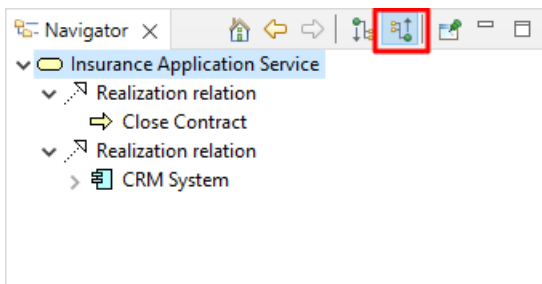 Navigator
Insurance Application Service
Realization relation
Close Contract
Realization relation
CRM System